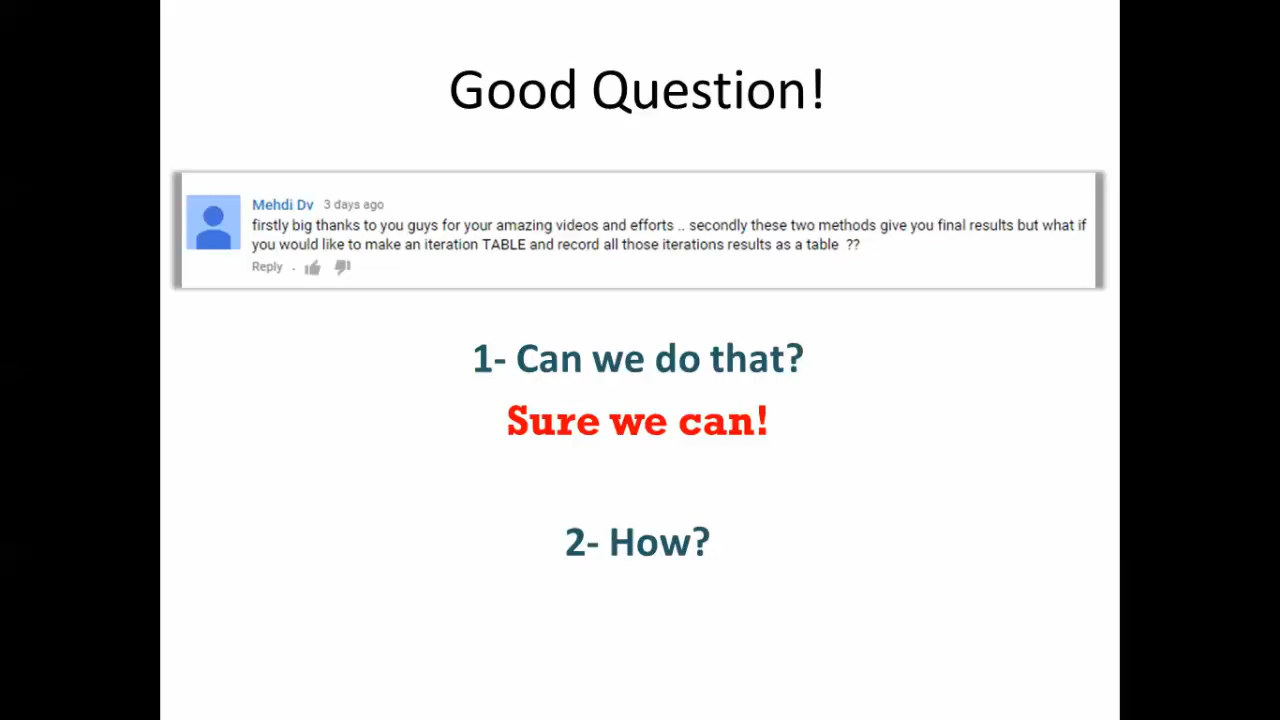 Good Question!
Mehdi Dv 3 days ago
firstly big thanks to you guys for your amazing videos and efforts .. secondly these two methods give you final results but what if
you would like to make an iteration TABLE and record all those iterations results as a table ??
Reply .
1- Can we do that?
Sure we can!
2- How?